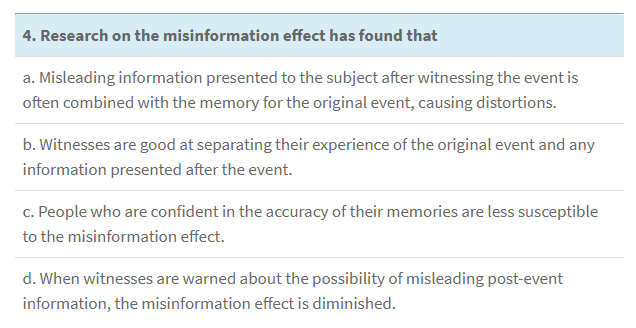 4. Research on the misinformation effect has found that
a. Misleading information presented to the subject after witnessing the event is
often combined with the memory for the original event, causing distortions.
b. Witnesses are good at separating their experience of the original event and any
information presented after the event.
c. People who are confident in the accuracy of their memories are less susceptible
to the misinformation effect.
d. When witnesses are warned about the possibility of misleading post-event
information, the misinformation effect is diminished.